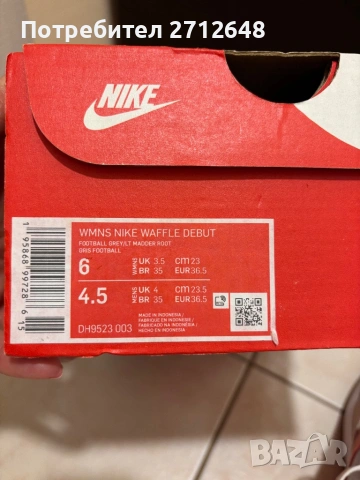 Потребител 2712648
NIKE
WMNS NIKE WAFFLE DEBUT
FOOTBALL GREY/LT MADDER ROOT
GRIS FOOTBALL
6 WMNS UK 3.5 CM 23
BR 35 EUR 36.5
4.5 MENS UK 4 CM 23.5
BR 35 EUR 36.5
DH9523 003
MADE IN INDONESIA /
FABRIQUÉ EN INDONÉSIE /
FABRICADO EN INDONESIA /
FABRICADO NA INDONÉSIA
1 95868 99728 6 15
bazar